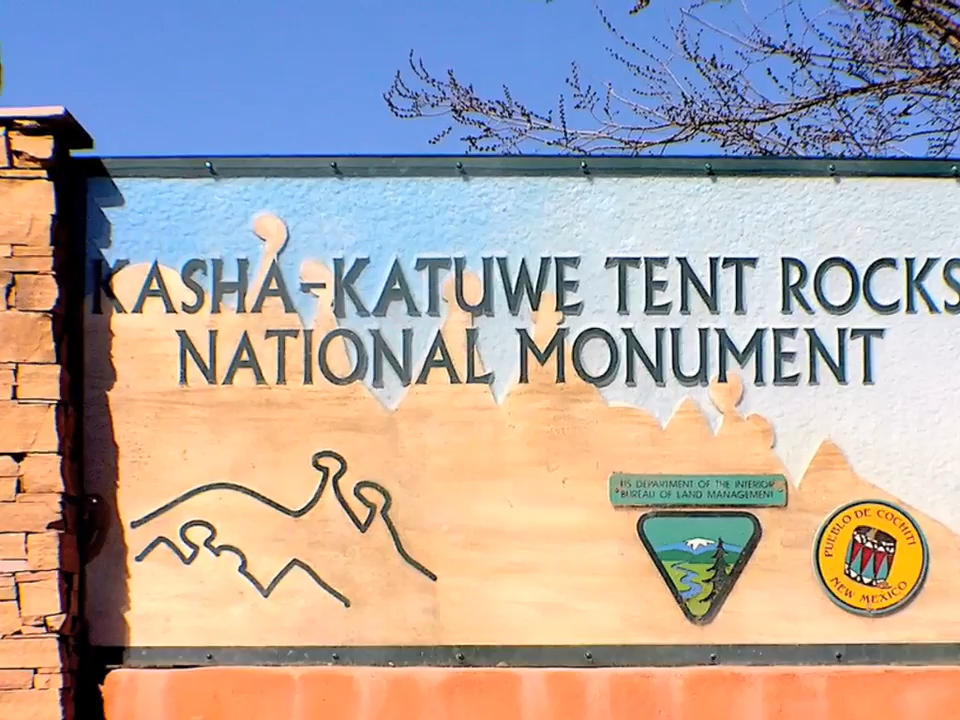 KASHA-KATUWE TENT ROCKS
NATIONAL MONUMENT
US DEPARTMENT OF THE INTERIOR
BUREAU OF LAND MANAGEMENT
PUEBLO DE COCHITI
NEW MEXICO